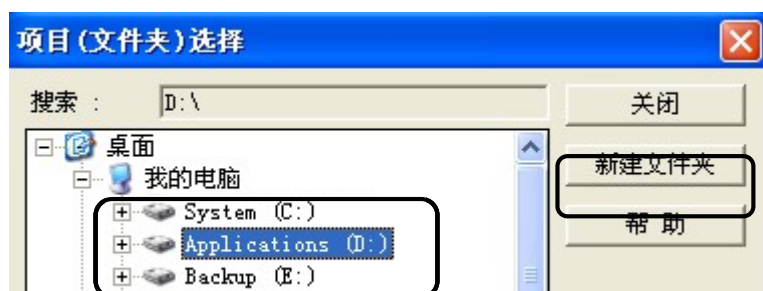 项目(文件夹)选择
搜索 : D:\
关闭
桌面
新建文件夹
我的电脑
System (C:)
帮 助
Applications (D:)
Backup (E:)